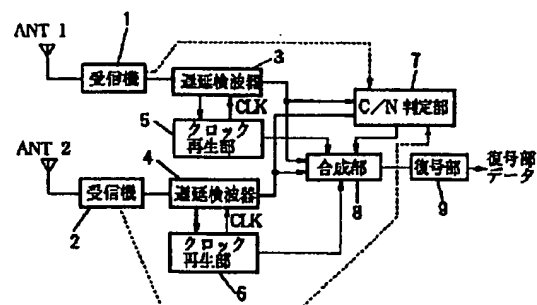 ANT 1
1
受信機
遅延検波器
3
7
C/N 判定部
CLK
5
クロック
再生部
ANT 2
2
受信機
4
遅延検波器
CLK
クロック
再生部
6
合成部
8
復号部
9
復号部
データ